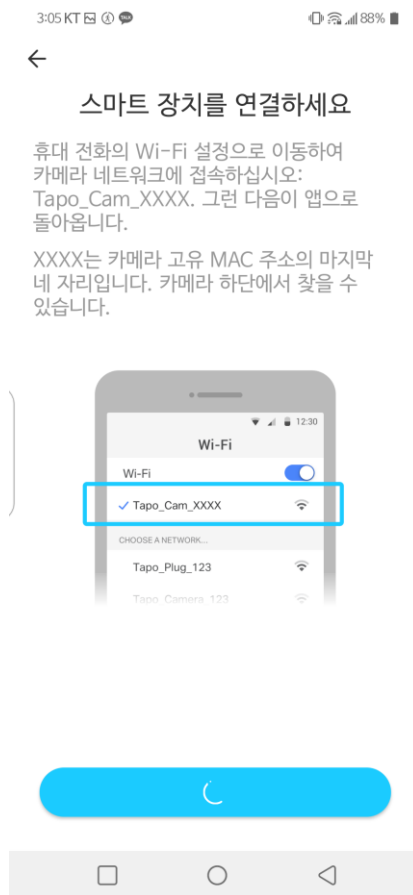 3:05 KT
88%
스마트 장치를 연결하세요
휴대 전화의 Wi-Fi 설정으로 이동하여
카메라 네트워크에 접속하십시오:
Tapo_Cam_XXXX. 그런 다음이 앱으로
돌아옵니다.
XXXX는 카메라 고유 MAC 주소의 마지막
네 자리입니다. 카메라 하단에서 찾을 수
있습니다.
12:30
Wi-Fi
Wi-Fi
Tapo_Cam_XXXX
CHOOSE A NETWORK...
Tapo_Plug_123
Tapo_Camera_123